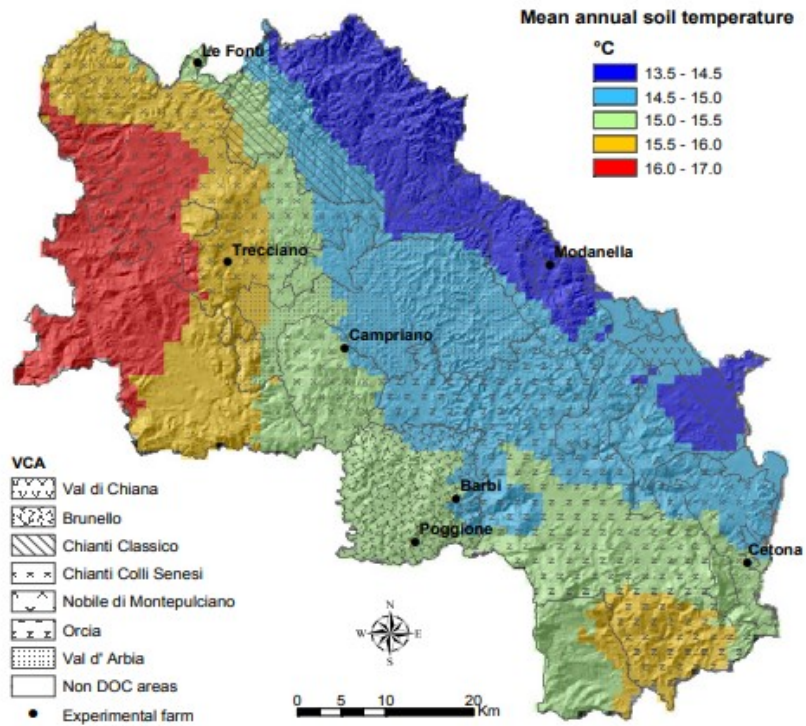 Mean annual soil temperature
°C
13.5 - 14.5
14.5 - 15.0
15.0 - 15.5
15.5 - 16.0
16.0 - 17.0
Le Fonti
Trecciano
Modanella
Campriano
Barbi
Poggione
Cetona
VCA
Val di Chiana
Brunello
Chianti Classico
Chianti Colli Senesi
Nobile di Montepulciano
Orcia
Val d' Arbia
Non DOC areas
Experimental farm
N
W E
S
0 5 10 20
Km